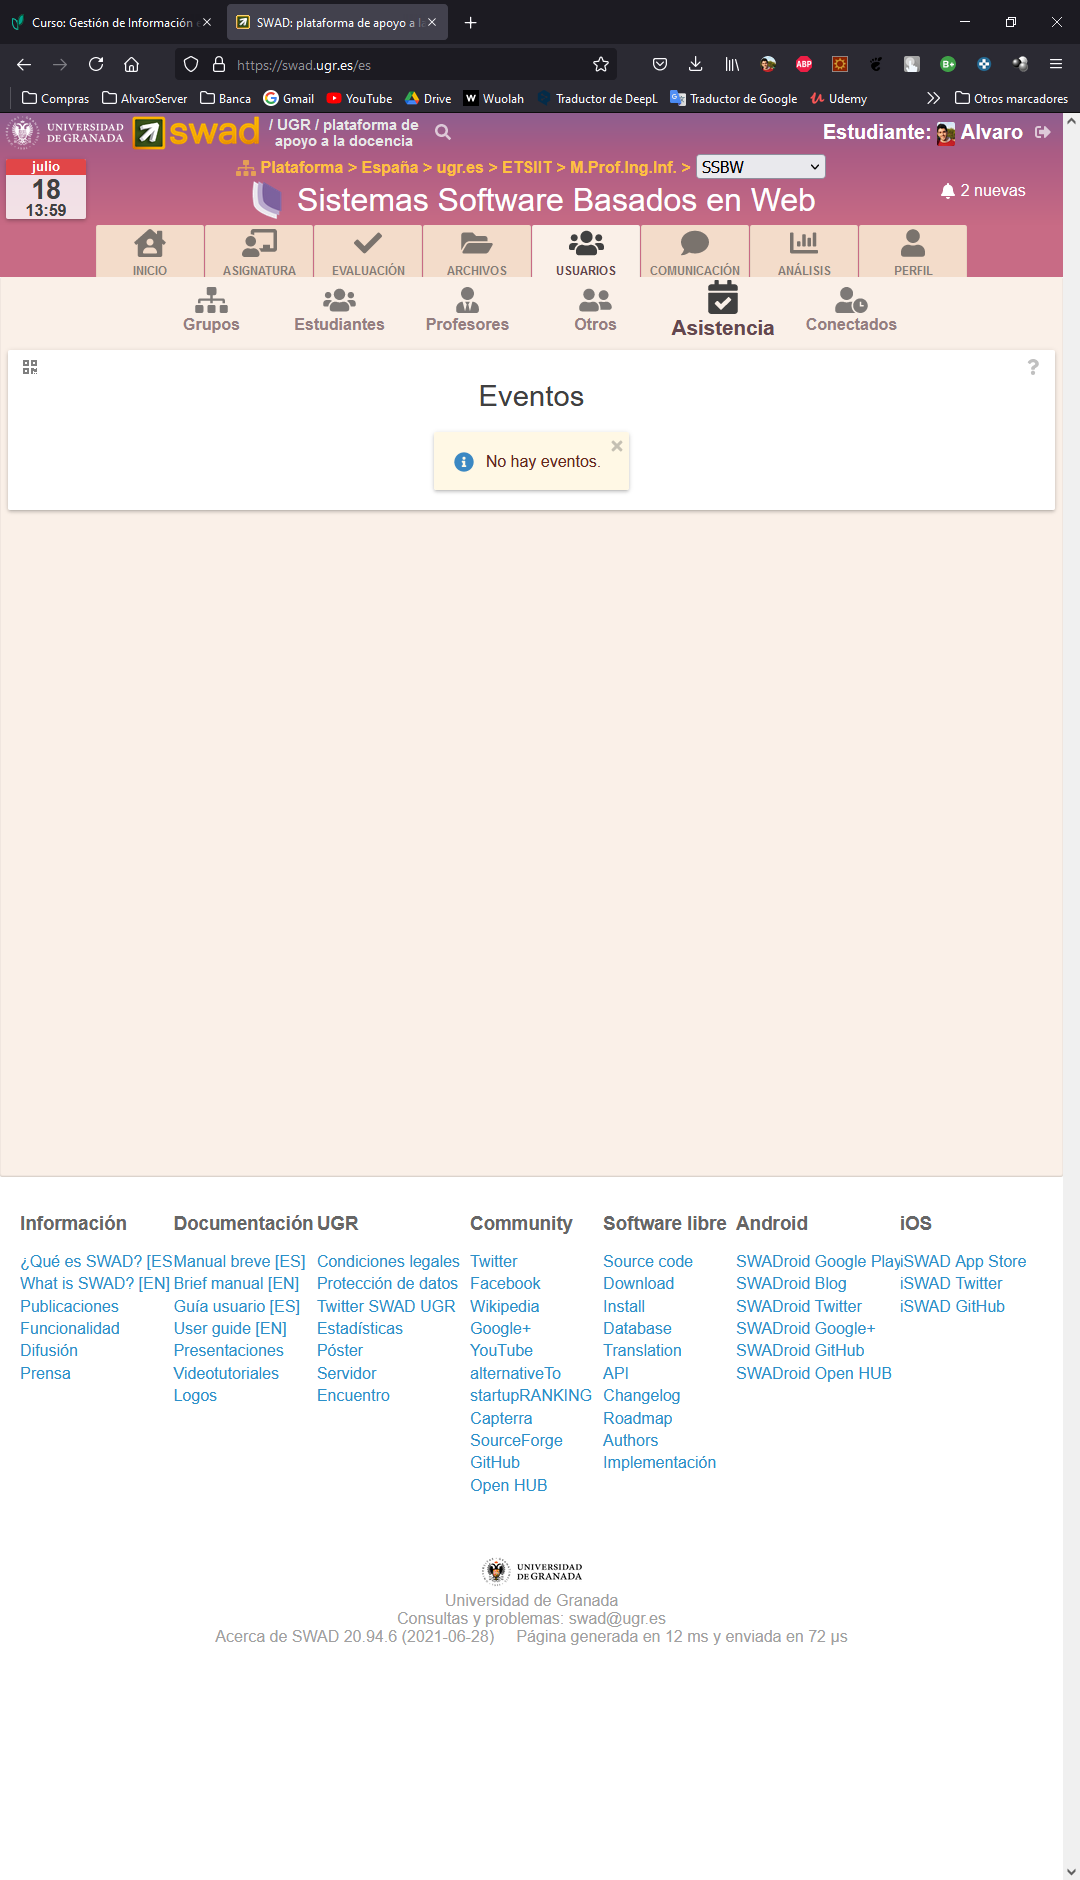 Curso: Gestión de Información e
SWAD: plataforma de apoyo a la
https://swad.ugr.es/es
ABP
B+
Compras
AlvaroServer
Banca
Gmail
YouTube
Drive
Wuolah
Traductor de DeepL
Traductor de Google
Udemy
Otros marcadores
UNIVERSIDAD
DE GRANADA
swad
/ UGR / plataforma de
apoyo a la docencia
Estudiante: Alvaro
julio
18
13:59
Plataforma > España > ugr.es > ETSIIT > M.Prof.Ing.Inf. > SSBW
Sistemas Software Basados en Web
2 nuevas
INICIO
ASIGNATURA
EVALUACIÓN
ARCHIVOS
USUARIOS
COMUNICACIÓN
ANÁLISIS
PERFIL
Grupos
Estudiantes
Profesores
Otros
Asistencia
Conectados
?
Eventos
No hay eventos.
Información
¿Qué es SWAD? [ES
What is SWAD? [EN]
Publicaciones
Funcionalidad
Difusión
Prensa
Documentación
Manual breve [ES]
Brief manual [EN]
Guía usuario [ES]
User guide [EN]
Presentaciones
Videotutoriales
Logos
UGR
Condiciones legales
Protección de datos
Twitter SWAD UGR
Estadísticas
Póster
Servidor
Encuentro
Community
Twitter
Facebook
Wikipedia
Google+
YouTube
alternativeTo
startupRANKING
Capterra
SourceForge
GitHub
Open HUB
Software libre
Source code
Download
Install
Database
Translation
API
Changelog
Roadmap
Authors
Implementación
Android
SWADroid Google Play
SWADroid Blog
SWADroid Twitter
SWADroid Google+
SWADroid GitHub
SWADroid Open HUB
iOS
iSWAD App Store
iSWAD Twitter
iSWAD GitHub
UNIVERSIDAD
DE GRANADA
Universidad de Granada
Consultas y problemas: swad@ugr.es
Acerca de SWAD 20.94.6 (2021-06-28) Página generada en 12 ms y enviada en 72 µs